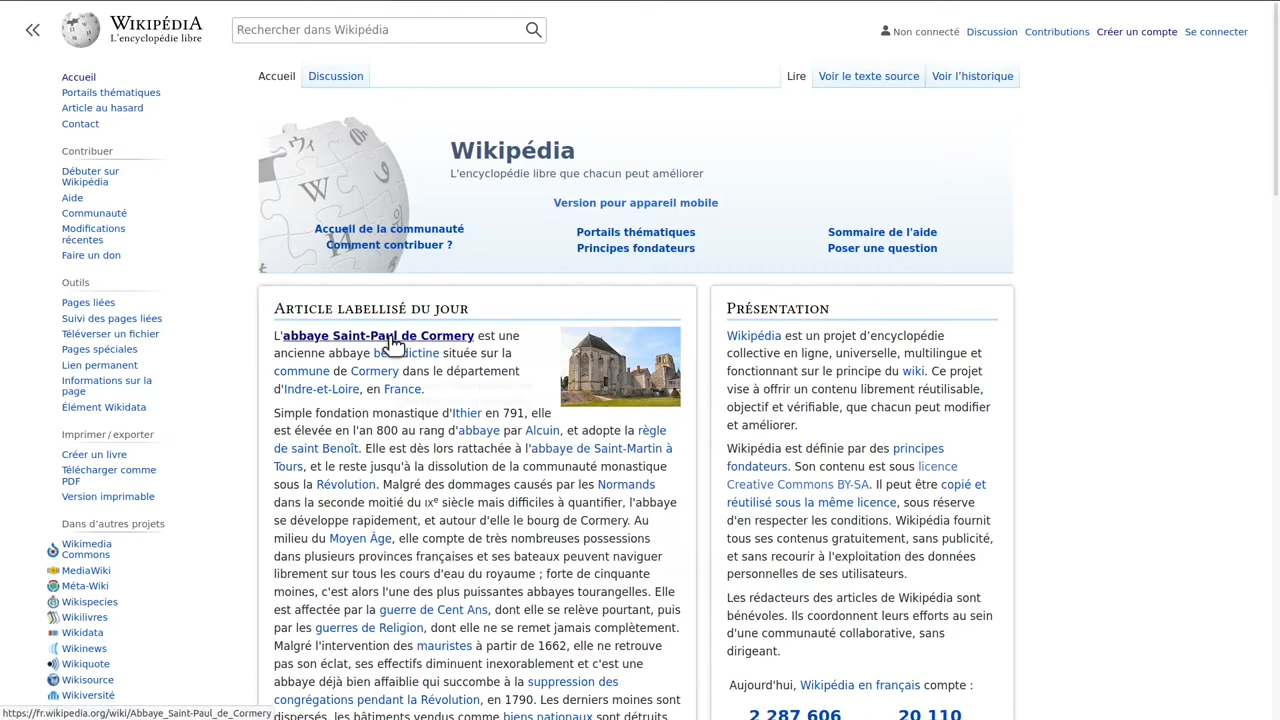 WIKIPÉDIA
L'encyclopédie libre
Rechercher dans Wikipédia
Non connecté Discussion Contributions Créer un compte Se connecter
Accueil
Portails thématiques
Article au hasard
Contact
Contribuer
Débuter sur
Wikipédia
Aide
Communauté
Modifications
récentes
Faire un don
Outils
Pages liées
Suivi des pages liées
Téléverser un fichier
Pages spéciales
Lien permanent
Informations sur la
page
Élément Wikidata
Imprimer / exporter
Créer un livre
Télécharger comme
PDF
Version imprimable
Dans d’autres projets
Wikimedia
Commons
MediaWiki
Méta-Wiki
Wikispecies
Wikilivres
Wikidata
Wikinews
Wikiquote
Wikisource
Wikiversité
Accueil Discussion
Lire Voir le texte source Voir l’historique
Wikipédia
L'encyclopédie libre que chacun peut améliorer
Version pour appareil mobile
Accueil de la communauté
Comment contribuer ?
Portails thématiques
Principes fondateurs
Sommaire de l'aide
Poser une question
ARTICLE LABELLISÉ DU JOUR
L'abbaye Saint-Paul de Cormery est une
ancienne abbaye bénédictine située sur la
commune de Cormery dans le département
d'Indre-et-Loire, en France.
Simple fondation monastique d'Ithier en 791, elle
est élevée en l'an 800 au rang d'abbaye par Alcuin, et adopte la règle
de saint Benoît. Elle est dès lors rattachée à l'abbaye de Saint-Martin à
Tours, et le reste jusqu'à la dissolution de la communauté monastique
sous la Révolution. Malgré des dommages causés par les Normands
dans la seconde moitié du IXe siècle mais difficiles à quantifier, l'abbaye
se développe rapidement, et autour d'elle le bourg de Cormery. Au
milieu du Moyen Âge, elle compte de très nombreuses possessions
dans plusieurs provinces françaises et ses bateaux peuvent naviguer
librement sur tous les cours d'eau du royaume ; forte de cinquante
moines, c'est alors l'une des plus puissantes abbayes tourangelles. Elle
est affectée par la guerre de Cent Ans, dont elle se relève pourtant, puis
par les guerres de Religion, dont elle ne se remet jamais complètement.
Malgré l'intervention des mauristes à partir de 1662, elle ne retrouve
pas son éclat, ses effectifs diminuent inexorablement et c'est une
abbaye déjà bien affaiblie qui succombe à la suppression des
congrégations pendant la Révolution, en 1790. Les derniers moines sont
dispersés, les bâtiments vendus comme biens nationaux sont détruits
PRÉSENTATION
Wikipédia est un projet d’encyclopédie
collective en ligne, universelle, multilingue et
fonctionnant sur le principe du wiki. Ce projet
vise à offrir un contenu librement réutilisable,
objectif et vérifiable, que chacun peut modifier
et améliorer.
Wikipédia est définie par des principes
fondateurs. Son contenu est sous licence
Creative Commons BY-SA. Il peut être copié et
réutilisé sous la même licence, sous réserve
d'en respecter les conditions. Wikipédia fournit
tous ses contenus gratuitement, sans publicité,
et sans recourir à l'exploitation des données
personnelles de ses utilisateurs.
Les rédacteurs des articles de Wikipédia sont
bénévoles. Ils coordonnent leurs efforts au sein
d'une communauté collaborative, sans
dirigeant.
Aujourd'hui, Wikipédia en français compte :
2 287 606 20 110
https://fr.wikipedia.org/wiki/Abbaye_Saint-Paul_de_Cormery